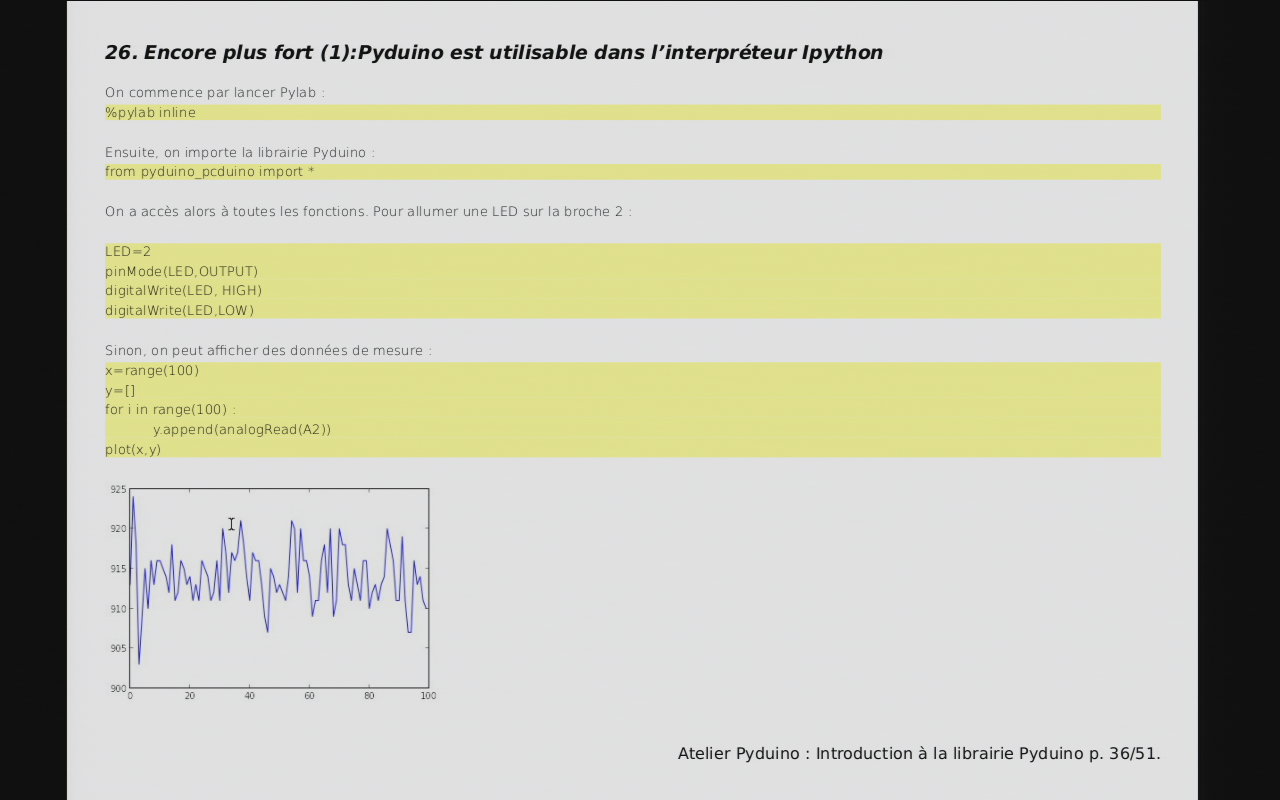 26. Encore plus fort (1):Pyduino est utilisable dans l’interpréteur Ipython
On commence par lancer Pylab :
%pylab inline
Ensuite, on importe la librairie Pyduino :
from pyduino_pcduino import *
On a accès alors à toutes les fonctions. Pour allumer une LED sur la broche 2 :
LED=2
pinMode(LED,OUTPUT)
digitalWrite(LED, HIGH)
digitalWrite(LED,LOW)
Sinon, on peut afficher des données de mesure :
x=range(100)
y=[]
for i in range(100) :
y.append(analogRead(A2))
plot(x,y)
925
920
915
910
905
900
0 20 40 60 80 100
Atelier Pyduino : Introduction à la librairie Pyduino p. 36/51.